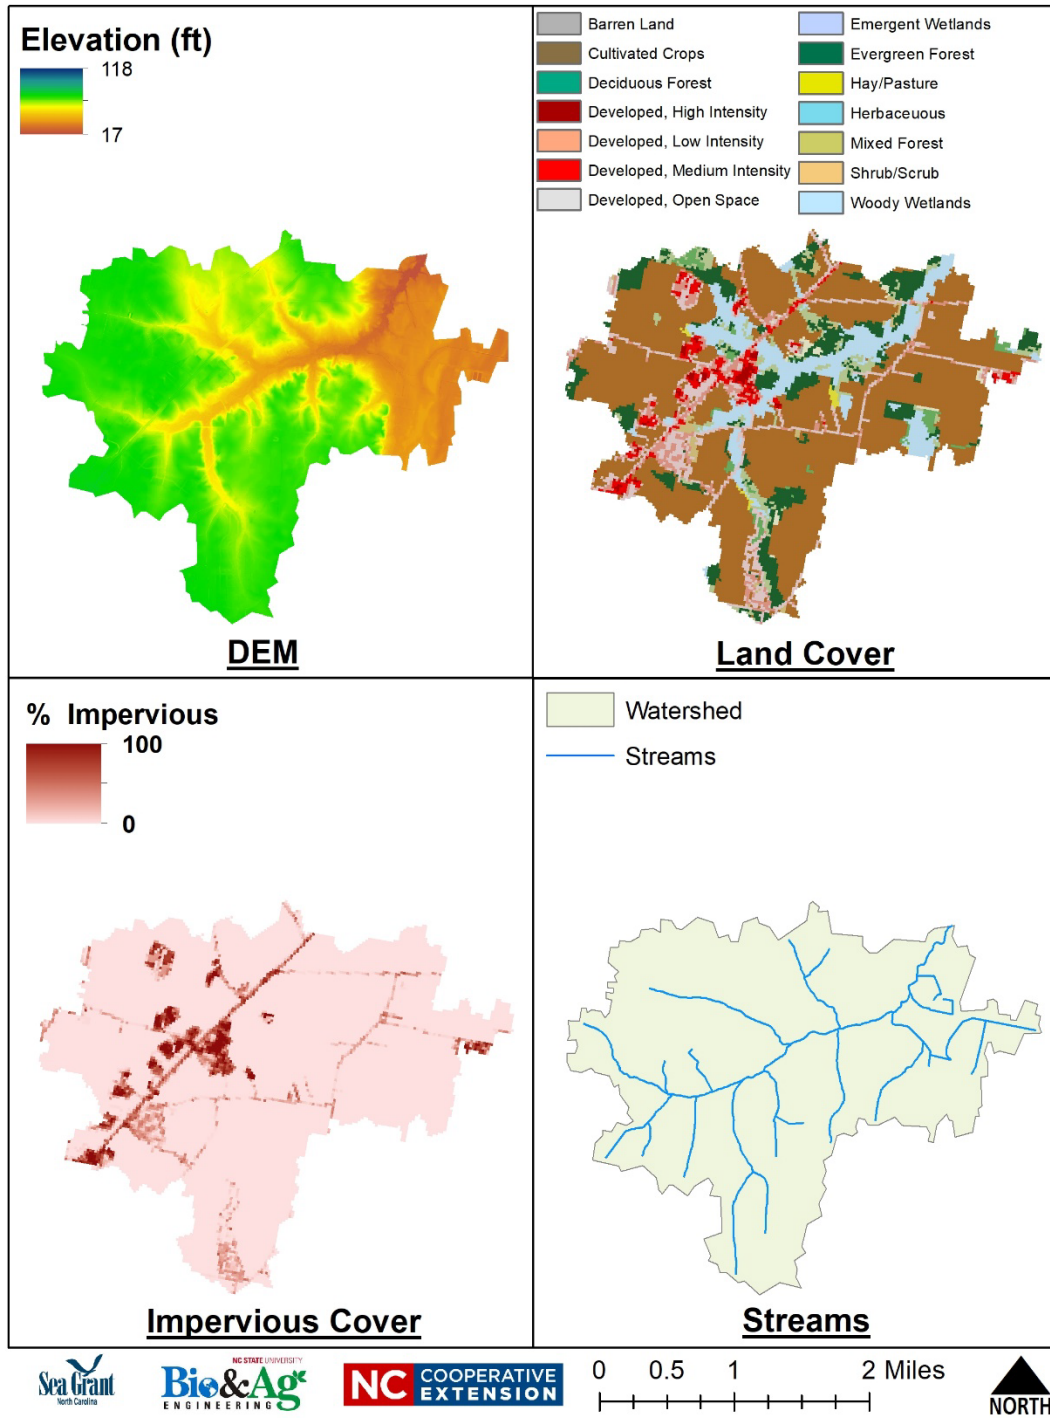 Elevation (ft)
118
17
DEM
Barren Land
Cultivated Crops
Deciduous Forest
Developed, High Intensity
Developed, Low Intensity
Developed, Medium Intensity
Developed, Open Space
Emergent Wetlands
Evergreen Forest
Hay/Pasture
Herbaceuous
Mixed Forest
Shrub/Scrub
Woody Wetlands
Land Cover
% Impervious
100
0
Impervious Cover
Watershed
Streams
Streams
Sea Grant
North Carolina
NC STATE UNIVERSITY
Bio&Ag
ENGINEERING
NC COOPERATIVE
EXTENSION
0 0.5 1 2 Miles
NORTH